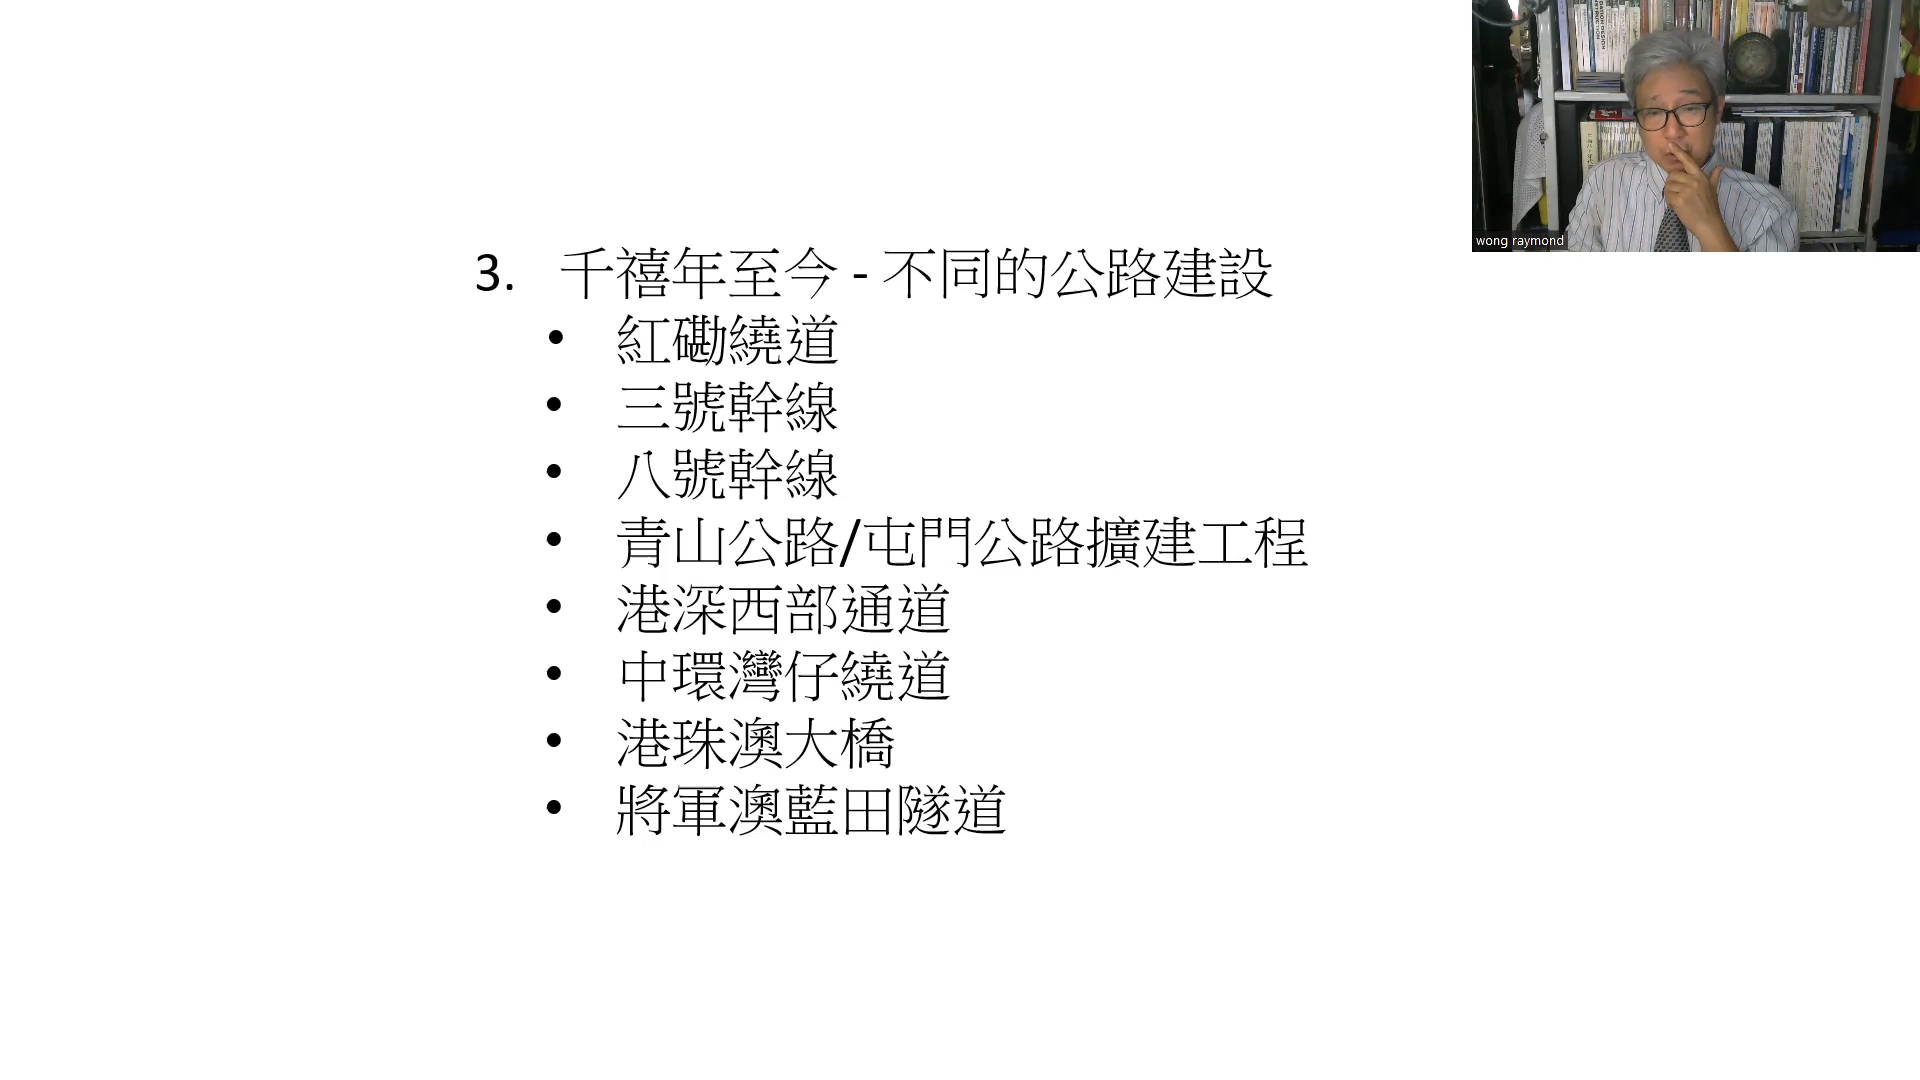 3. 千禧年至今 - 不同的公路建設
• 紅磡繞道
• 三號幹線
• 八號幹線
• 青山公路/屯門公路擴建工程
• 港深西部通道
• 中環灣仔繞道
• 港珠澳大橋
• 將軍澳藍田隧道
wong raymond